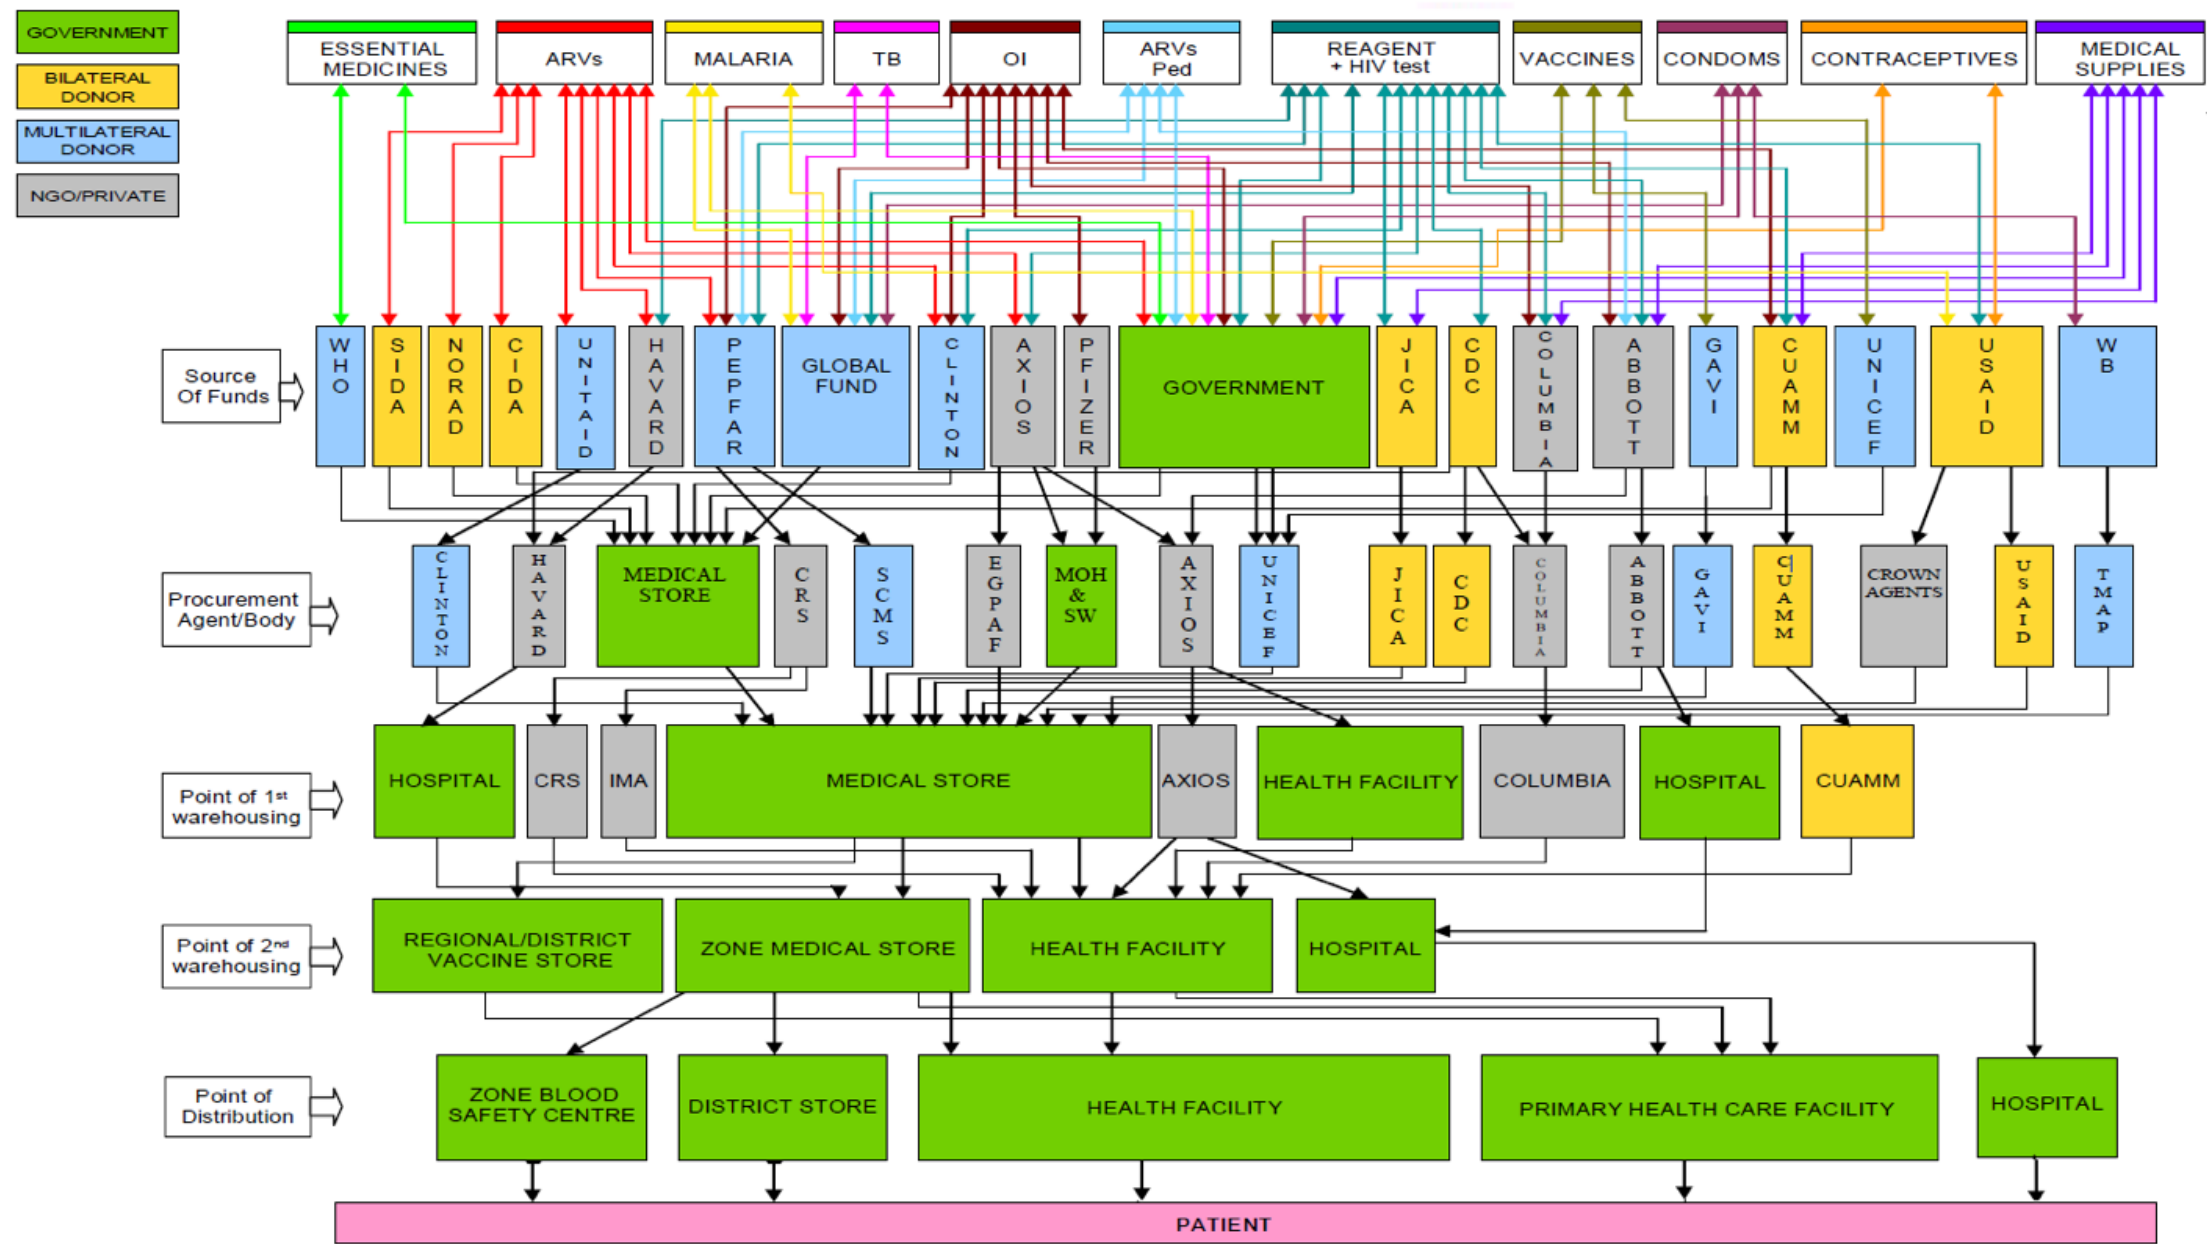 GOVERNMENT
BILATERAL
DONOR
MULTILATERAL
DONOR
NGO/PRIVATE
ESSENTIAL
MEDICINES
ARVs
MALARIA
TB
OI
ARVs
Ped
REAGENT
+ HIV test
VACCINES
CONDOMS
CONTRACEPTIVES
MEDICAL
SUPPLIES
Source
Of Funds
WHO
SIDA
NORAD
CIDA
UNITAID
HAVARD
PEPFAR
GLOBAL
FUND
CLINTON
AXIOS
PFIZER
GOVERNMENT
JICA
CDC
COLUMBIA
ABBOTT
GAVI
CUAMM
UNICEF
USAID
WB
Procurement
Agent/Body
CLINTON
HAVARD
MEDICAL
STORE
CRS
SCMS
EGPAF
MOH
&
SW
AXIOS
UNICEF
JICA
CDC
COLUMBIA
ABBOTT
GAVI
CUAMM
CROWN
AGENTS
USAID
TMAP
Point of 1st
warehousing
HOSPITAL
CRS
IMA
MEDICAL STORE
AXIOS
HEALTH FACILITY
COLUMBIA
HOSPITAL
CUAMM
Point of 2nd
warehousing
REGIONAL/DISTRICT
VACCINE STORE
ZONE MEDICAL STORE
HEALTH FACILITY
HOSPITAL
Point of
Distribution
ZONE BLOOD
SAFETY CENTRE
DISTRICT STORE
HEALTH FACILITY
PRIMARY HEALTH CARE FACILITY
HOSPITAL
PATIENT